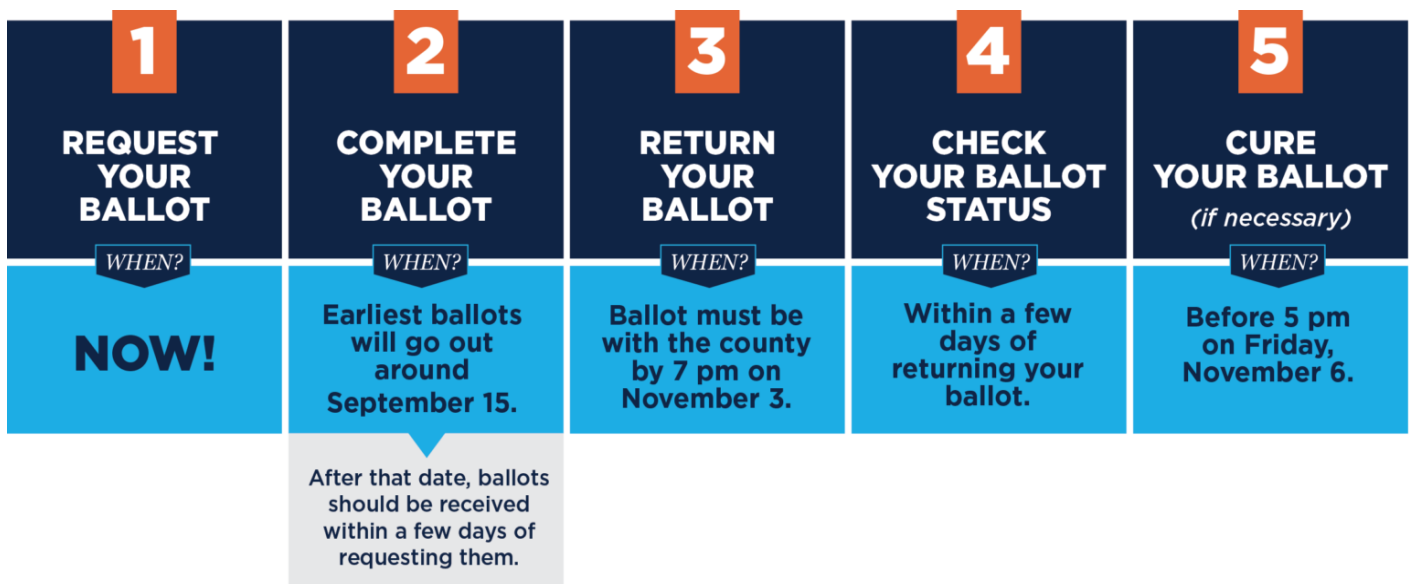 1
REQUEST
YOUR
BALLOT
WHEN?
NOW!
2
COMPLETE
YOUR
BALLOT
WHEN?
Earliest ballots
will go out
around
September 15.
After that date, ballots
should be received
within a few days of
requesting them.
3
RETURN
YOUR
BALLOT
WHEN?
Ballot must be
with the county
by 7 pm on
November 3.
4
CHECK
YOUR BALLOT
STATUS
WHEN?
Within a few
days of
returning your
ballot.
5
CURE
YOUR BALLOT
(if necessary)
WHEN?
Before 5 pm
on Friday,
November 6.